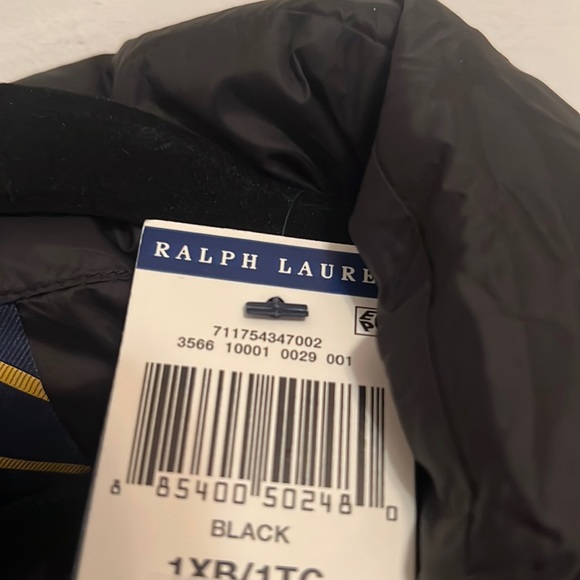 RALPH LAURE
711754347002
3566 10001 0029 001
8 85400 50248 0
BLACK
1XB/1TG